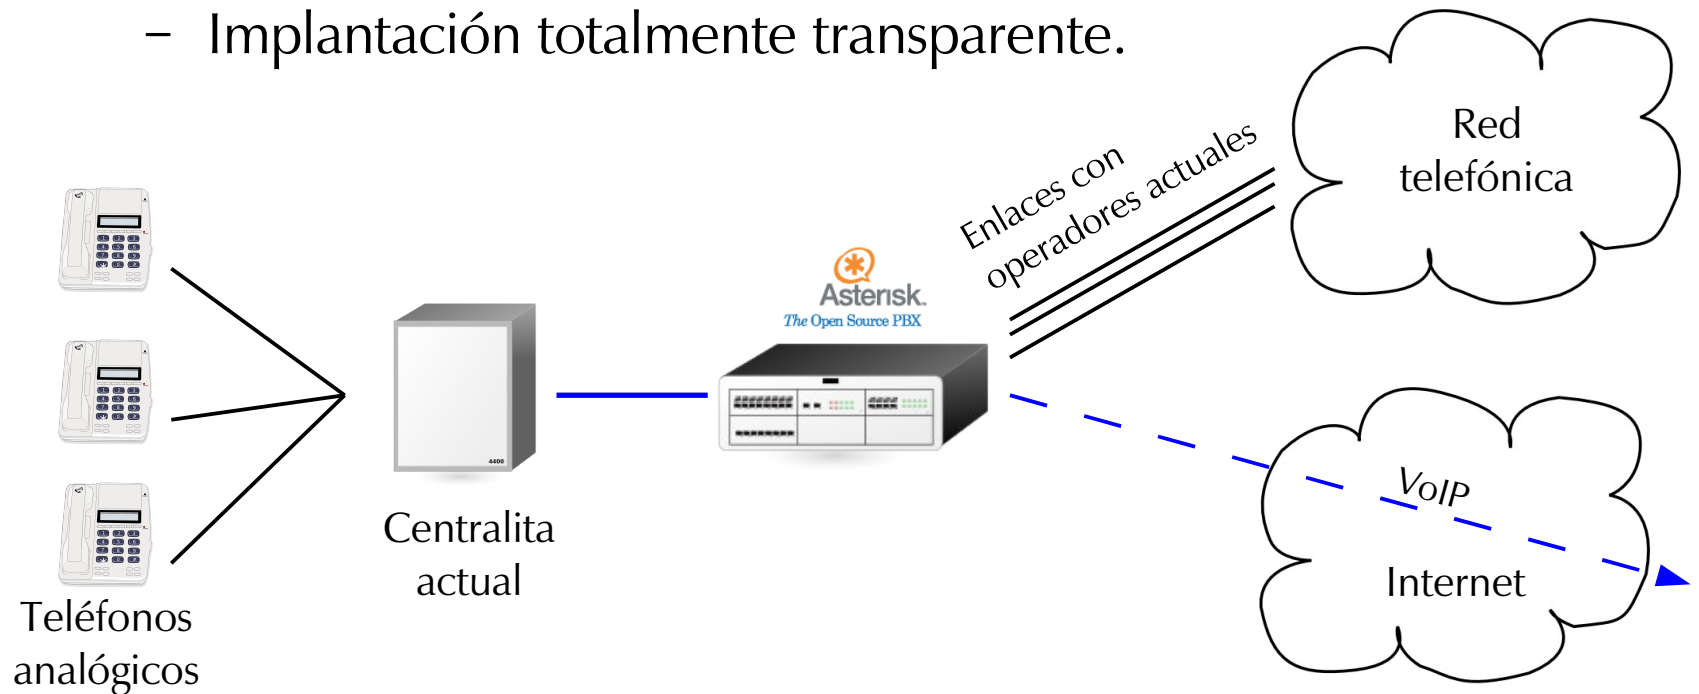 – Implantación totalmente transparente.
Red
telefónica
Enlaces con
operadores actuales
Asterisk.
The Open Source PBX
4400
VoIP
Internet
Centralita
actual
Teléfonos
analógicos